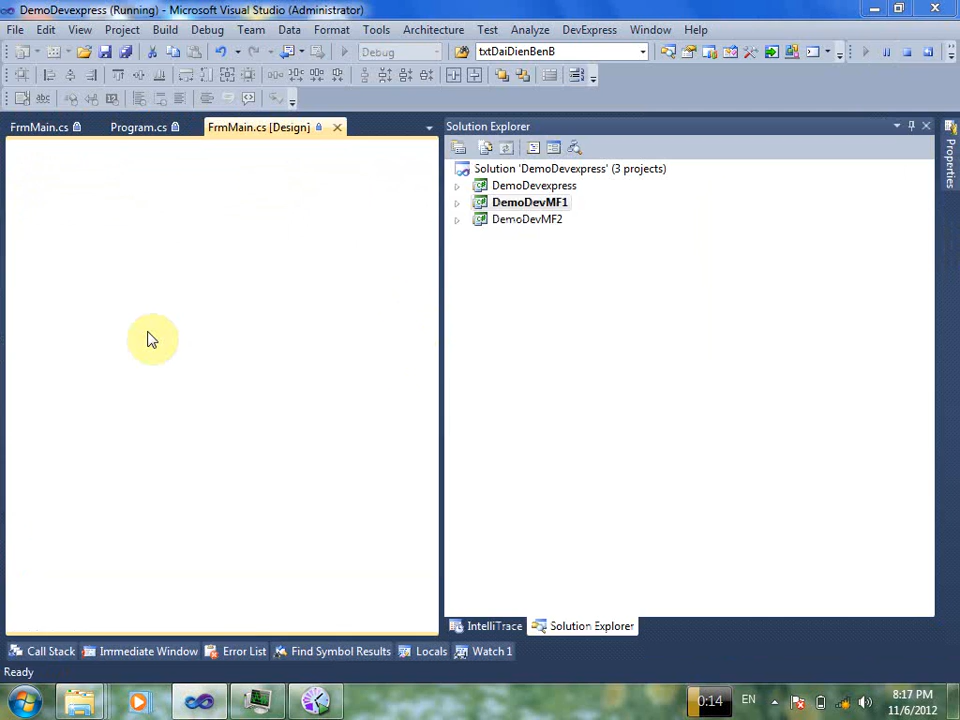 DemoDevexpress (Running) - Microsoft Visual Studio (Administrator)
File Edit View Project Build Debug Team Data Format Tools Architecture Test Analyze DevExpress Window Help
Debug txtDaiDienBenB
abc
FrmMain.cs Program.cs FrmMain.cs [Design] Solution Explorer
Properties
Solution 'DemoDevexpress' (3 projects)
DemoDevexpress
DemoDevMF1
DemoDevMF2
IntelliTrace Solution Explorer
Call Stack Immediate Window Error List Find Symbol Results Locals Watch 1
Ready
0:14 EN 8:17 PM
11/6/2012